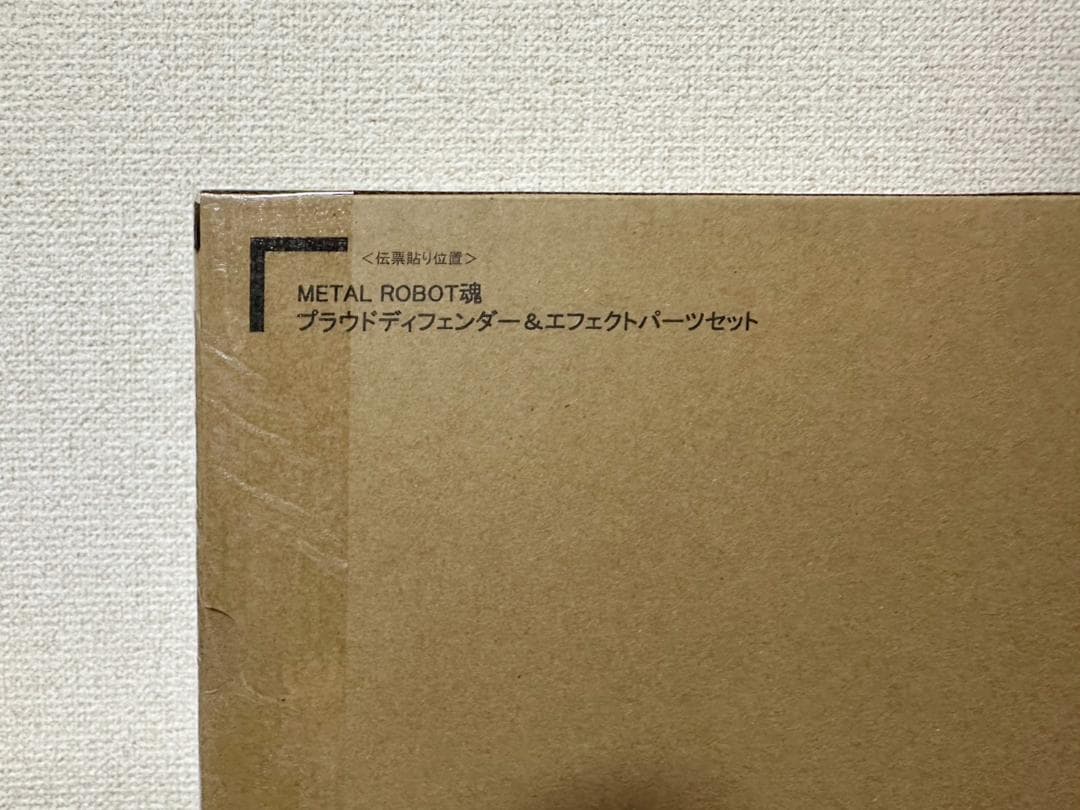 ＜伝票貼り位置＞
METAL ROBOT魂
プラウドディフェンダー＆エフェクトパーツセット